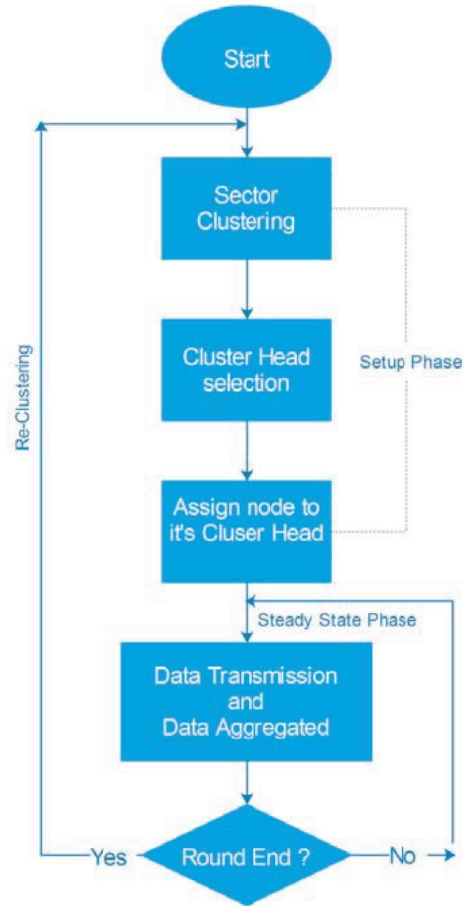 Start
Sector
Clustering
Cluster Head
selection
Setup Phase
Re-Clustering
Assign node to
it's Cluser Head
Steady State Phase
Data Transmission
and
Data Aggregated
Yes
Round End ?
No